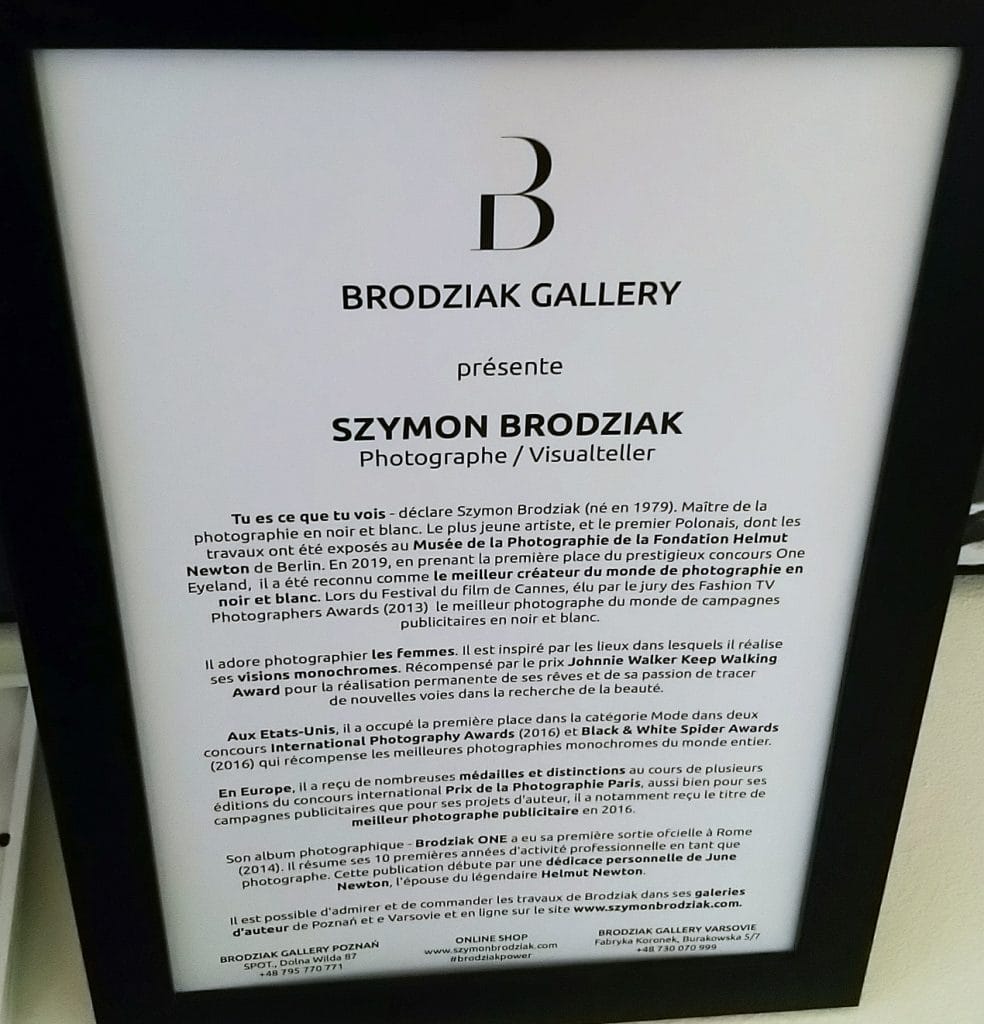 B
BRODZIAK GALLERY
présente
SZYMON BRODZIAK
Photographe / Visualteller
Tu es ce que tu vois - déclare Szymon Brodziak (né en 1979). Maître de la
photographie en noir et blanc. Le plus jeune artiste, et le premier Polonais, dont les
travaux ont été exposés au Musée de la Photographie de la Fondation Helmut
Newton de Berlin. En 2019, en prenant la première place du prestigieux concours One
Eyeland, il a été reconnu comme le meilleur créateur du monde de photographie en
noir et blanc. Lors du Festival du film de Cannes, élu par le jury des Fashion TV
Photographers Awards (2013) le meilleur photographe du monde de campagnes
publicitaires en noir et blanc.
Il adore photographier les femmes. Il est inspiré par les lieux dans lesquels il réalise
ses visions monochromes. Récompensé par le prix Johnnie Walker Keep Walking
Award pour la réalisation permanente de ses rêves et de sa passion de tracer
de nouvelles voies dans la recherche de la beauté.
Aux Etats-Unis, il a occupé la première place dans la catégorie Mode dans deux
concours International Photography Awards (2016) et Black & White Spider Awards
(2016) qui récompense les meilleures photographies monochromes du monde entier.
En Europe, il a reçu de nombreuses médailles et distinctions au cours de plusieurs
éditions du concours international Prix de la Photographie Paris, aussi bien pour ses
campagnes publicitaires que pour ses projets d'auteur, il a notamment reçu le titre de
meilleur photographe publicitaire en 2016.
Son album photographique - Brodziak ONE a eu sa première sortie ofcielle à Rome
(2014). Il résume ses 10 premières années d'activité professionnelle en tant que
photographe. Cette publication débute par une dédicace personnelle de June
Newton, l'épouse du légendaire Helmut Newton.
Il est possible d'admirer et de commander les travaux de Brodziak dans ses galeries
d'auteur de Poznań et e Varsovie et en ligne sur le site www.szymonbrodziak.com.
BRODZIAK GALLERY POZNAŃ
SPOT., Dolna Wilda 87
+48 795 770 771
ONLINE SHOP
www.szymonbrodziak.com
#brodziakpower
BRODZIAK GALLERY VARSOVIE
Fabryka Koronek, Burakowska 5/7
+48 730 070 999